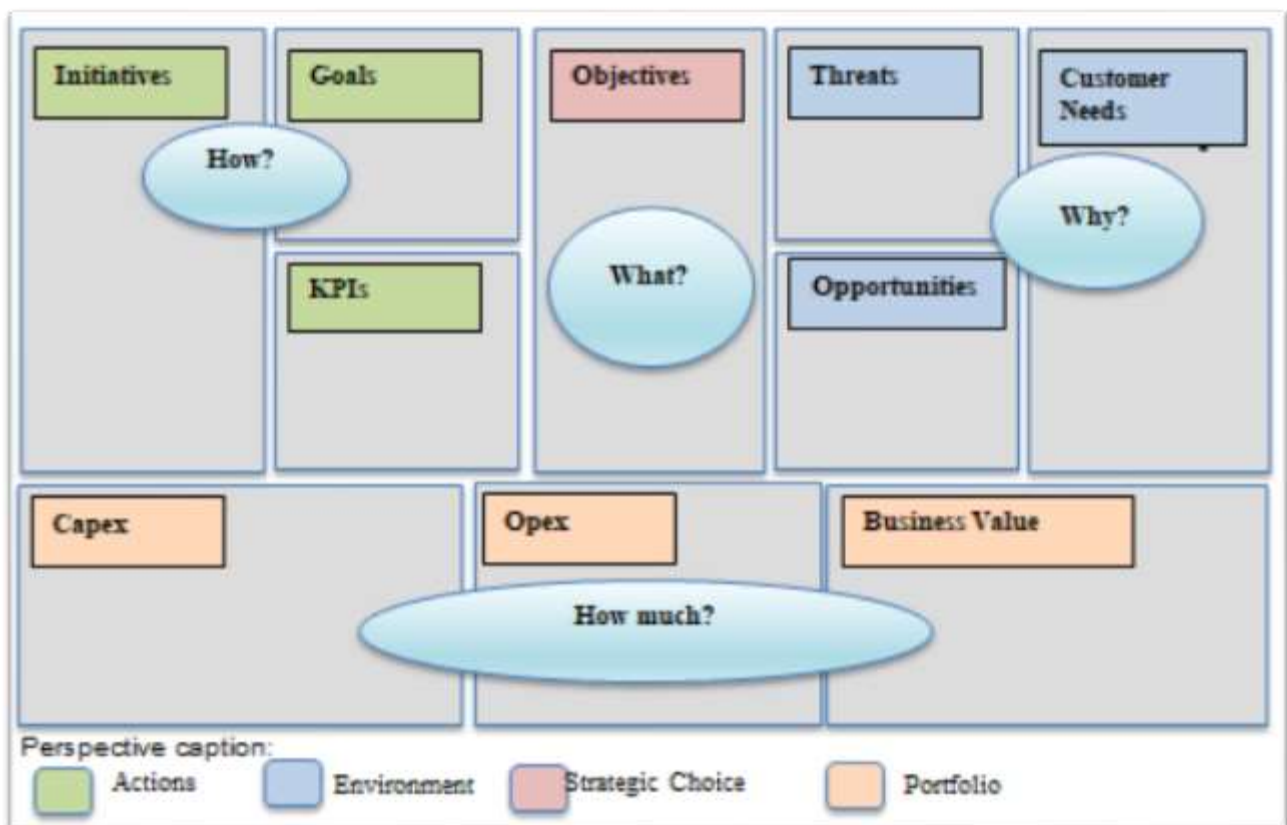 Initiatives
Goals
Objectives
Threats
Customer
Needs
How?
Why?
What?
KPIs
Opportunities
Capex
Opex
Business Value
How much?
Perspective caption:
Actions
Environment
Strategic Choice
Portfolio